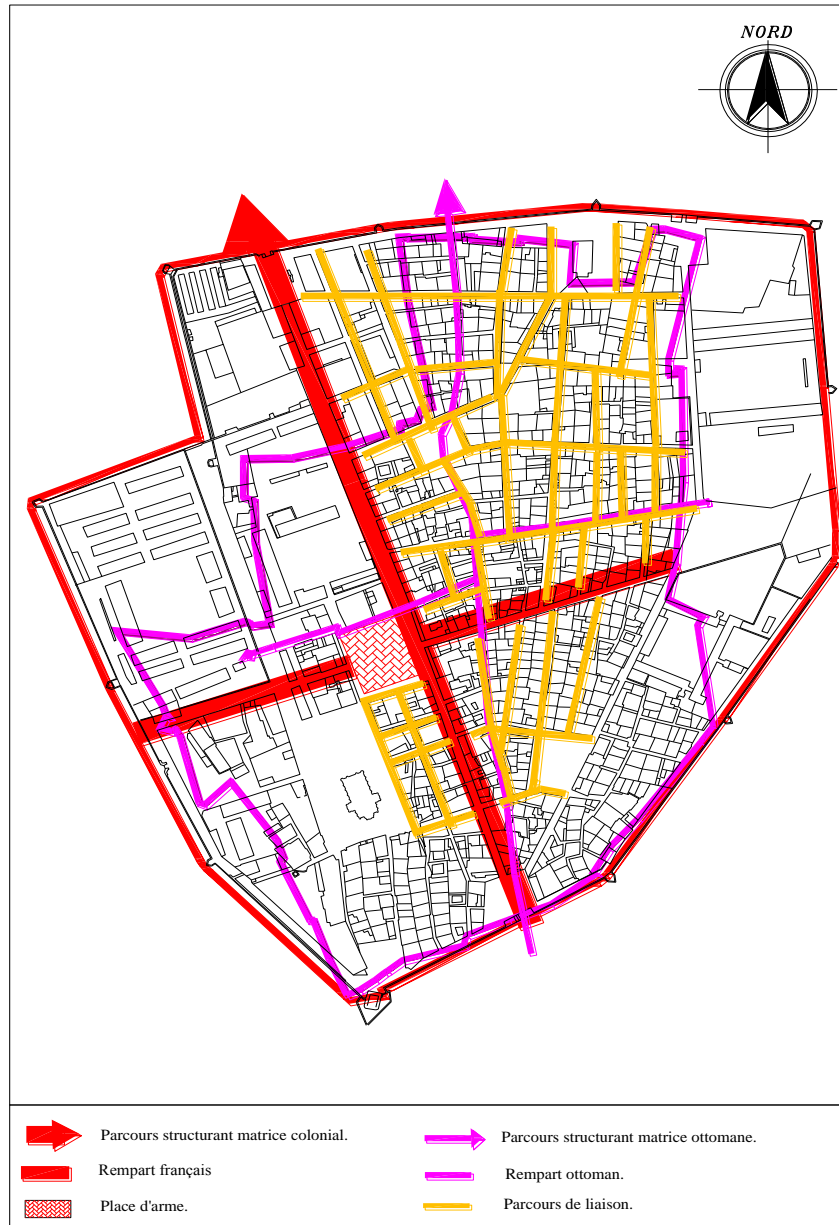 NORD
Parcours structurant matrice colonial.
Parcours structurant matrice ottomane.
Rempart français
Rempart ottoman.
Place d'arme.
Parcours de liaison.